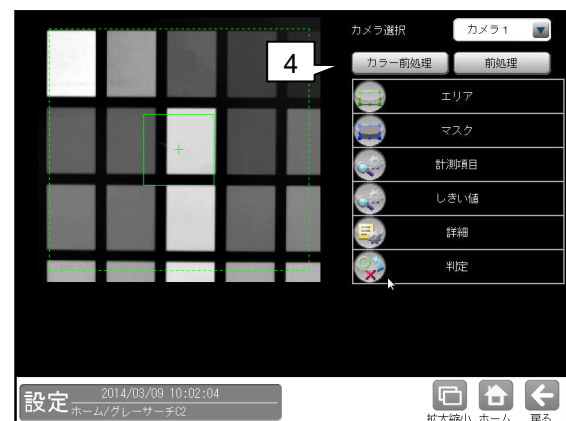 カメラ選択 カメラ1
4
カラー前処理 前処理
エリア
マスク
計測項目
しきい値
詳細
判定
設定 2014/03/09 10:02:04
ホーム/グレーサーチC2
拡大縮小 ホーム 戻る